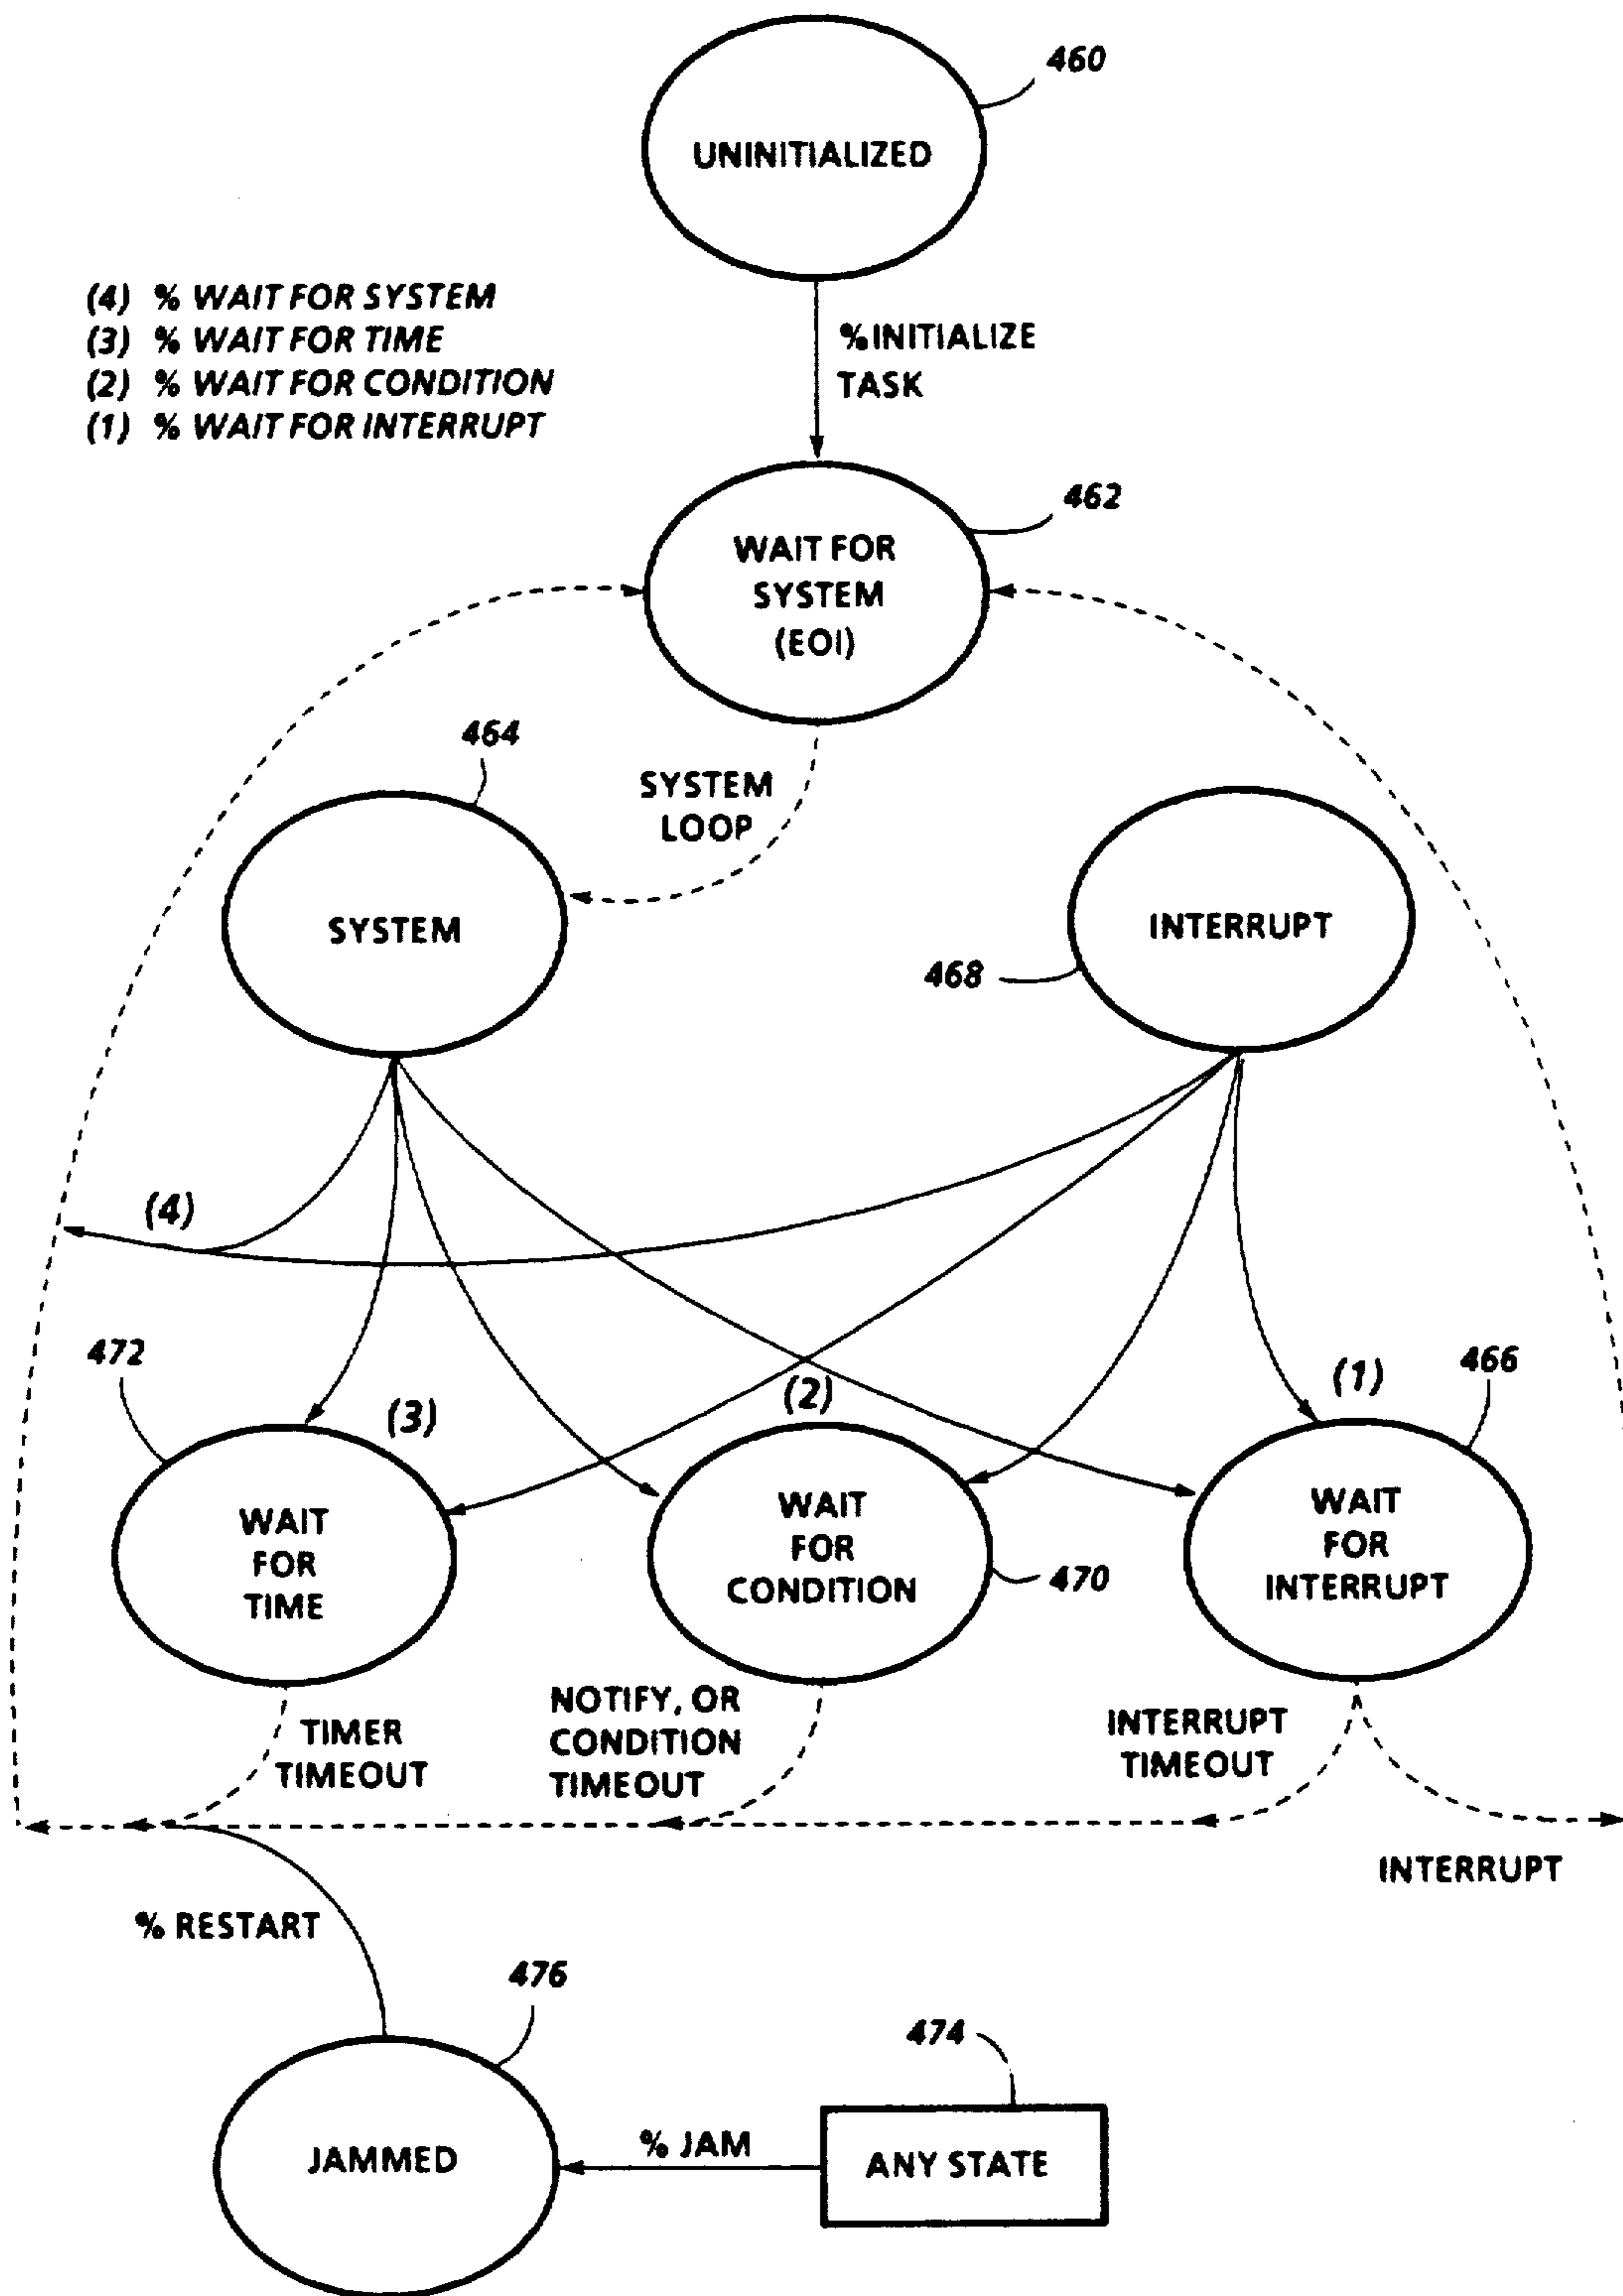 460
UNINITIALIZED
(4) % WAIT FOR SYSTEM
(3) % WAIT FOR TIME
(2) % WAIT FOR CONDITION
(1) % WAIT FOR INTERRUPT
%INITIALIZE
TASK
462
WAIT FOR
SYSTEM
(EOI)
464
SYSTEM
LOOP
SYSTEM
INTERRUPT
468
(4)
472
(3)
(2)
(1)
466
WAIT
FOR
TIME
WAIT
FOR
CONDITION
470
WAIT
FOR
INTERRUPT
TIMER
TIMEOUT
NOTIFY, OR
CONDITION
TIMEOUT
INTERRUPT
TIMEOUT
INTERRUPT
% RESTART
476
JAMMED
% JAM
474
ANY STATE